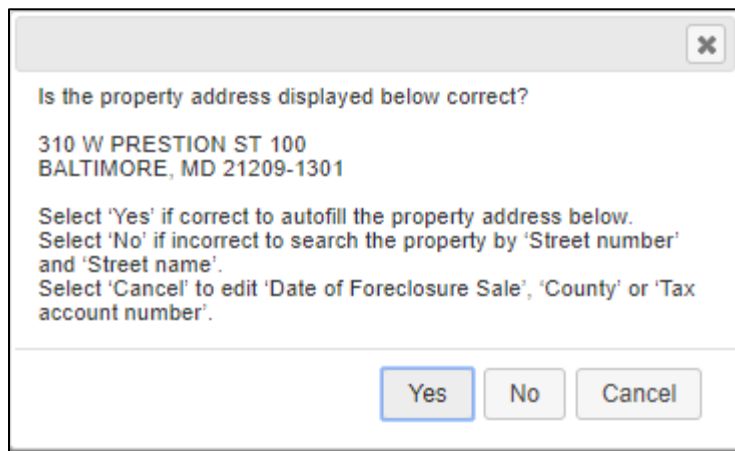 Is the property address displayed below correct?
310 W PRESTION ST 100
BALTIMORE, MD 21209-1301
Select ‘Yes’ if correct to autofill the property address below.
Select ‘No’ if incorrect to search the property by ‘Street number’
and ‘Street name’.
Select ‘Cancel’ to edit ‘Date of Foreclosure Sale’, ‘County’ or ‘Tax
account number’.
Yes No Cancel